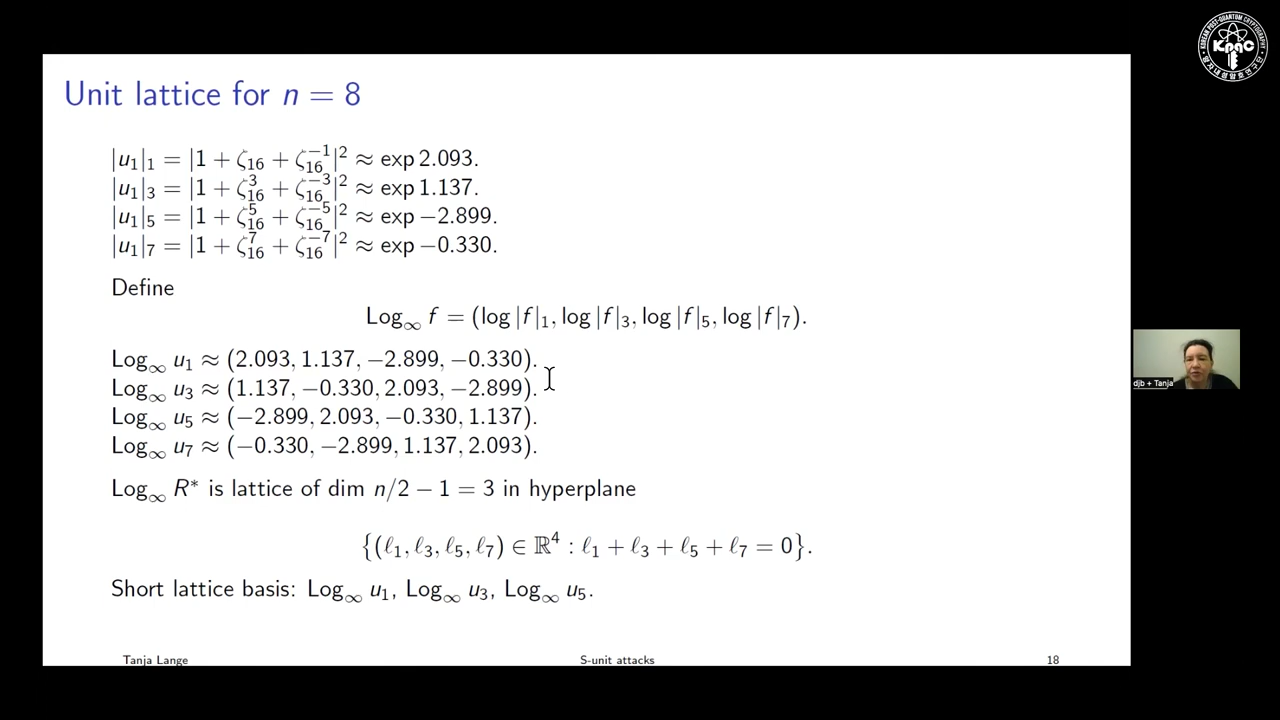 Unit lattice for n = 8
|u₁|₁ = |1 + ζ₁₆ + ζ₁₆⁻¹|² ≈ exp 2.093.
|u₁|₃ = |1 + ζ₁₆³ + ζ₁₆⁻³|² ≈ exp 1.137.
|u₁|₅ = |1 + ζ₁₆⁵ + ζ₁₆⁻⁵|² ≈ exp −2.899.
|u₁|₇ = |1 + ζ₁₆⁷ + ζ₁₆⁻⁷|² ≈ exp −0.330.
Define
Log∞ f = (log |f|₁, log |f|₃, log |f|₅, log |f|₇).
Log∞ u₁ ≈ (2.093, 1.137, −2.899, −0.330).
Log∞ u₃ ≈ (1.137, −0.330, 2.093, −2.899).
Log∞ u₅ ≈ (−2.899, 2.093, −0.330, 1.137).
Log∞ u₇ ≈ (−0.330, −2.899, 1.137, 2.093).
Log∞ R* is lattice of dim n/2 − 1 = 3 in hyperplane
{(ℓ₁, ℓ₃, ℓ₅, ℓ₇) ∈ ℝ⁴ : ℓ₁ + ℓ₃ + ℓ₅ + ℓ₇ = 0}.
Short lattice basis: Log∞ u₁, Log∞ u₃, Log∞ u₅.
Tanja Lange S-unit attacks 18
djb + Tanja
KpqC